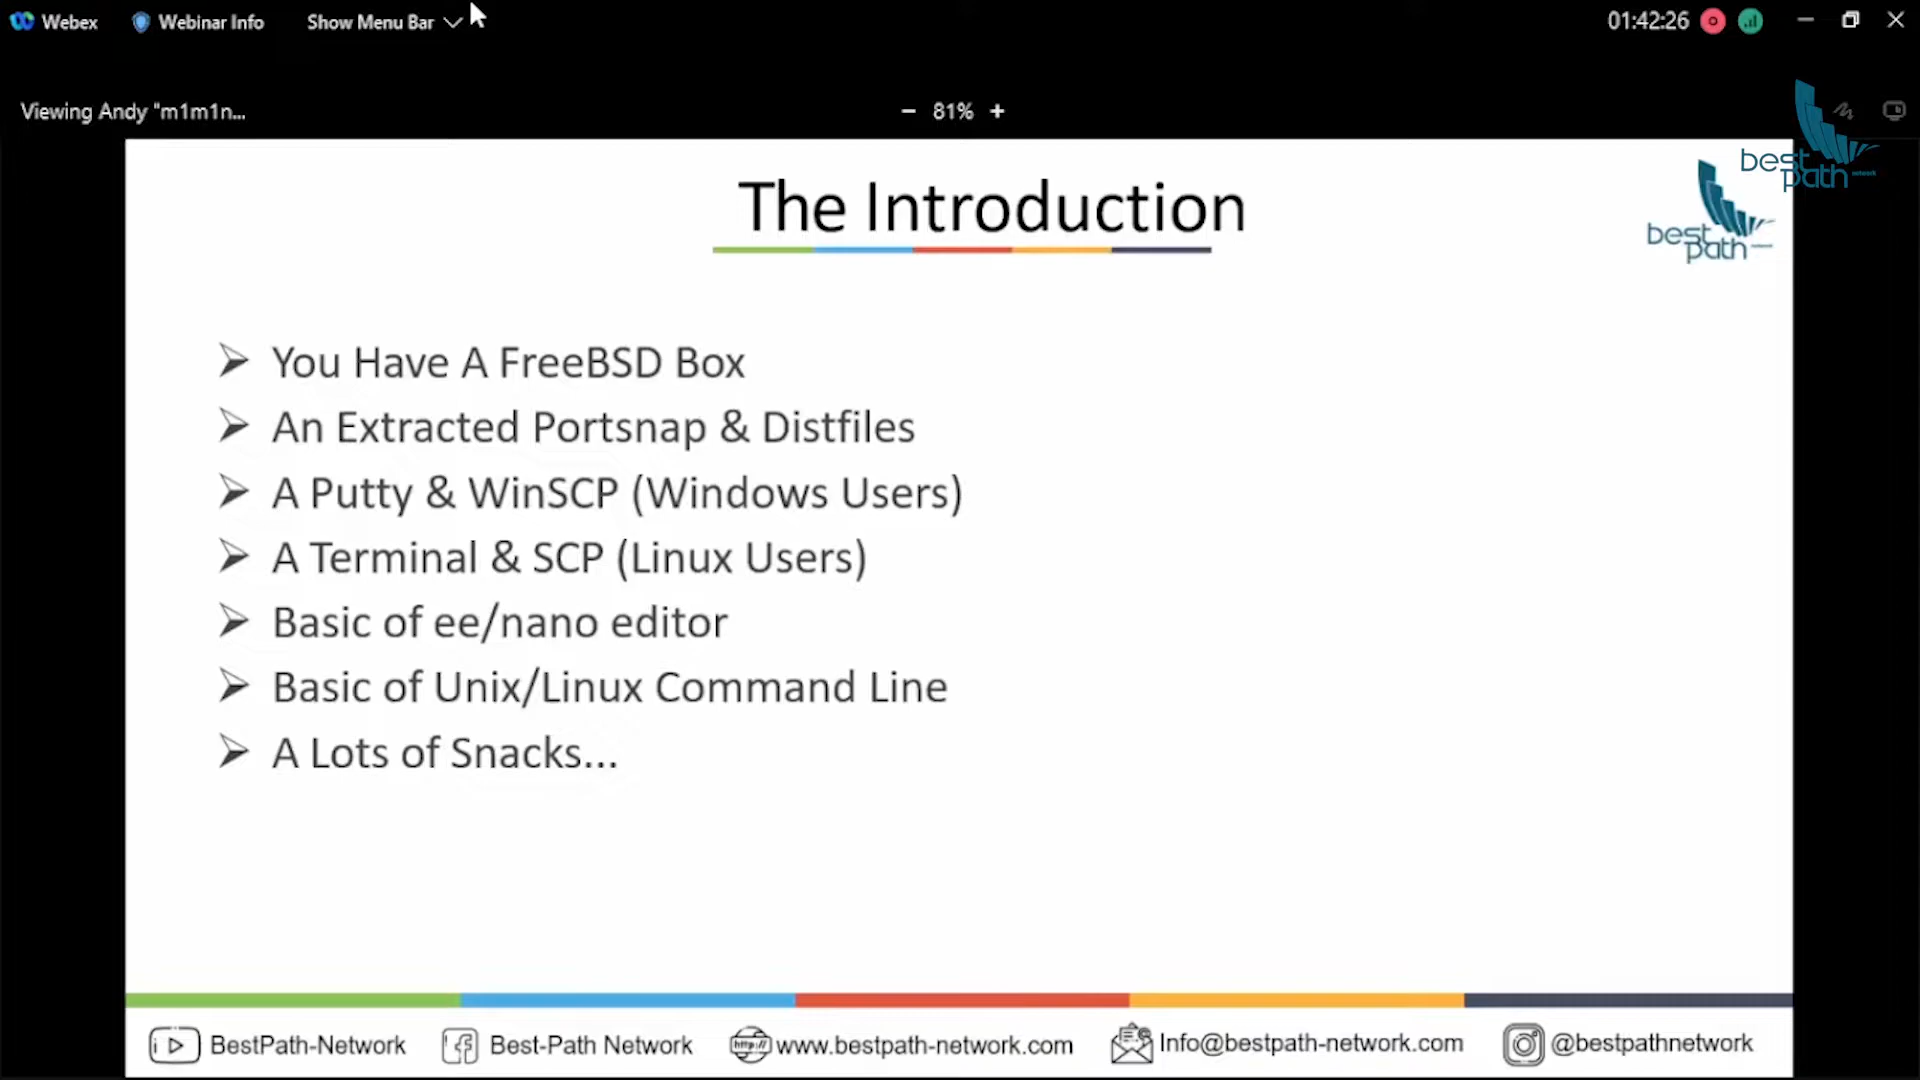 Webex Webinar Info Show Menu Bar 01:42:26
Viewing Andy "m1m1n... − 81% +
best path network
The Introduction
best path
You Have A FreeBSD Box
An Extracted Portsnap & Distfiles
A Putty & WinSCP (Windows Users)
A Terminal & SCP (Linux Users)
Basic of ee/nano editor
Basic of Unix/Linux Command Line
A Lots of Snacks...
BestPath-Network Best-Path Network http:// www.bestpath-network.com Info@bestpath-network.com @bestpathnetwork